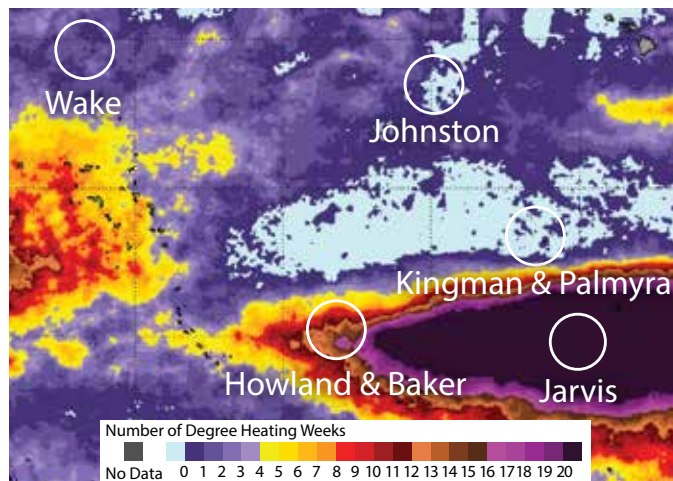 Wake
Johnston
Kingman & Palmyra
Howland & Baker
Jarvis
Number of Degree Heating Weeks
No Data
0 1 2 3 4 5 6 7 8 9 10 11 12 13 14 15 16 17 18 19 20